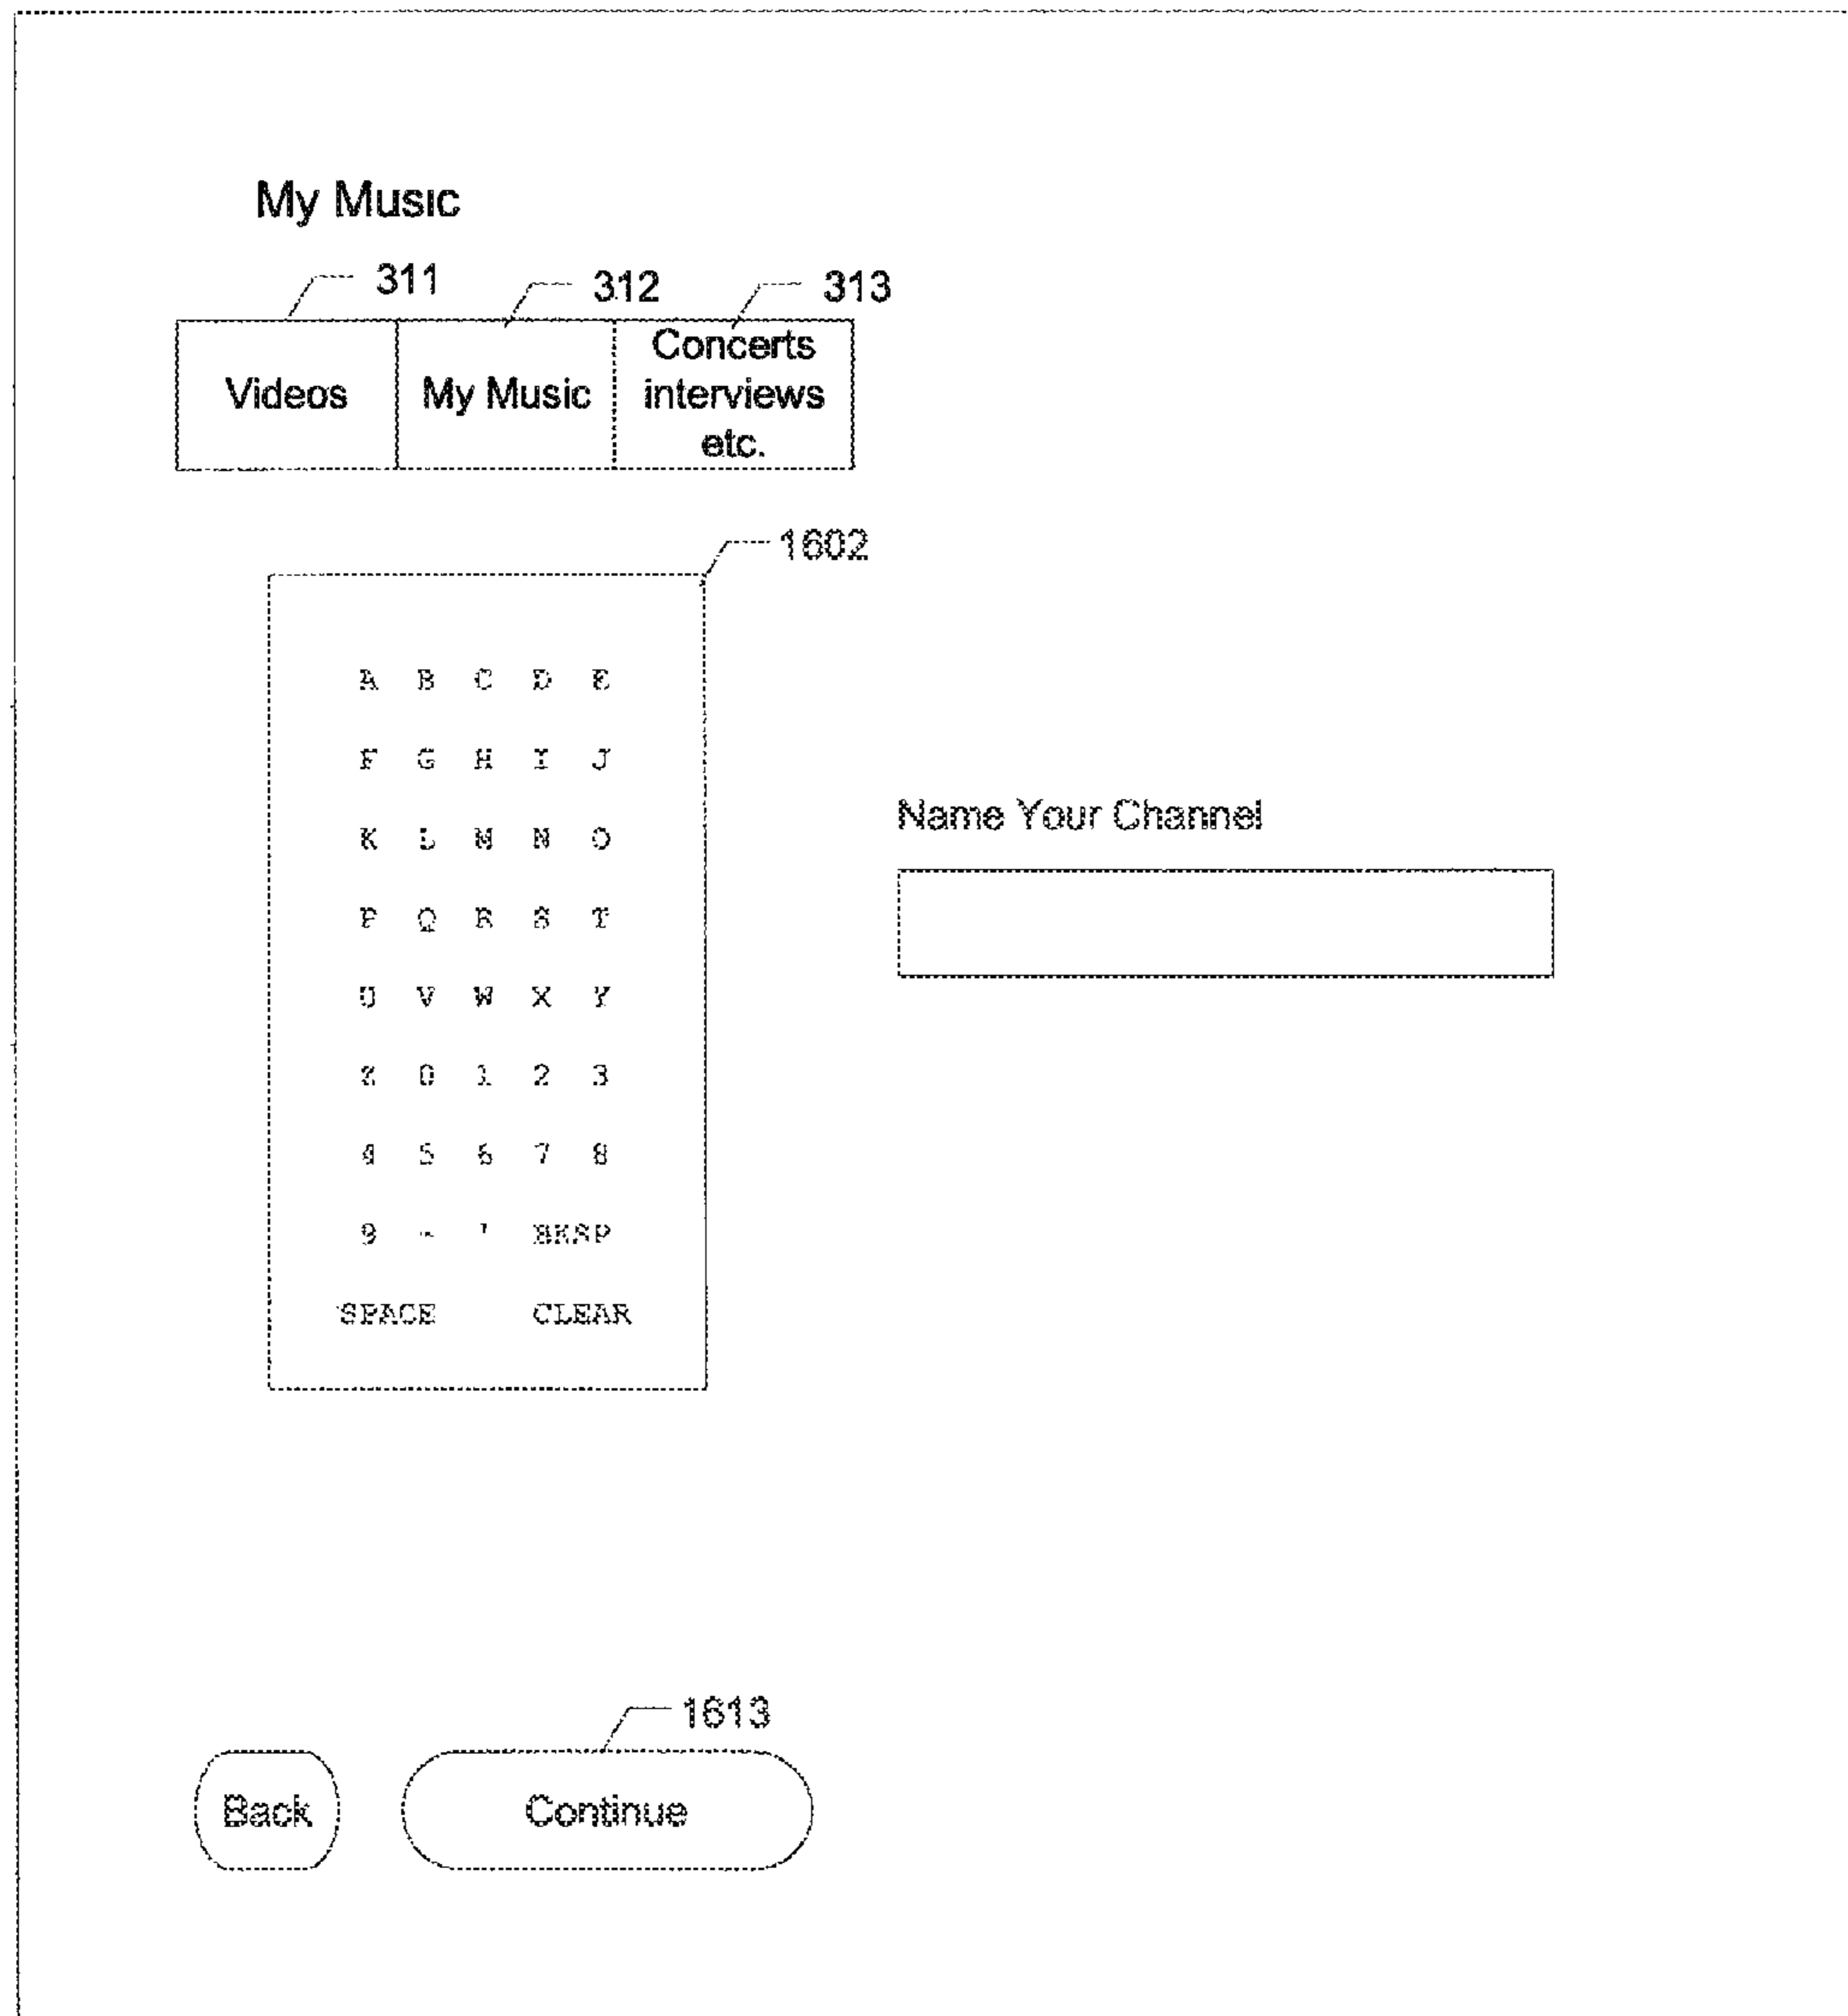 My Music
311 312 313
Videos My Music Concerts interviews etc.
1602
A B C D E
F G H I J
K L M N O
P Q R S T
U V W X Y
Z 0 1 2 3
4 5 6 7 8
9 - ' BKSP
SPACE CLEAR
Name Your Channel
1613
Back Continue